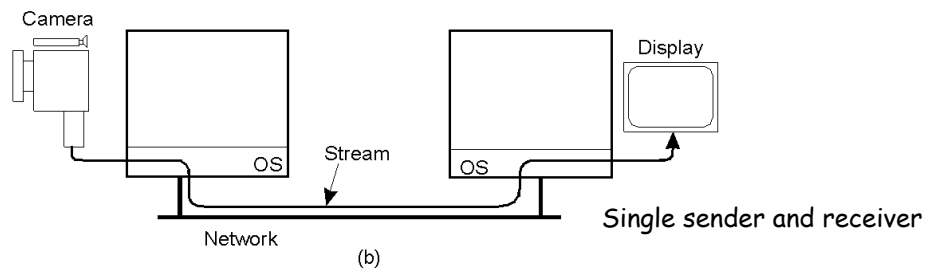 Camera
Display
OS
Stream
OS
Single sender and receiver
Network
(b)